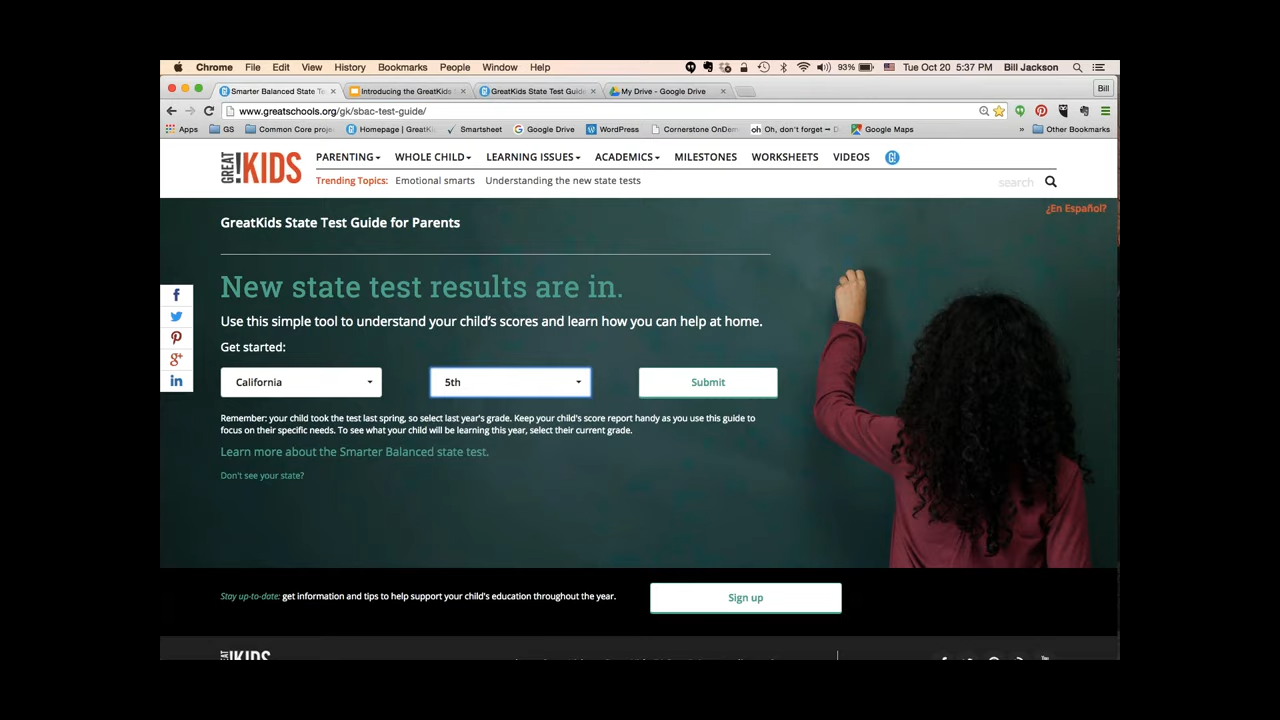 Chrome File Edit View History Bookmarks People Window Help 93% Tue Oct 20 5:37 PM Bill Jackson
Smarter Balanced State Te Introducing the GreatKids GreatKids State Test Guide My Drive - Google Drive Bill
www.greatschools.org/gk/sbac-test-guide/
Apps GS Common Core proje Homepage | GreatKi Smartsheet Google Drive WordPress Cornerstone OnDem oh Oh, don't forget → D Google Maps » Other Bookmarks
GREAT!KIDS PARENTING WHOLE CHILD LEARNING ISSUES ACADEMICS MILESTONES WORKSHEETS VIDEOS G!
Trending Topics: Emotional smarts Understanding the new state tests search
¿En Español?
GreatKids State Test Guide for Parents
New state test results are in.
Use this simple tool to understand your child's scores and learn how you can help at home.
Get started:
California 5th Submit
Remember: your child took the test last spring, so select last year's grade. Keep your child's score report handy as you use this guide to
focus on their specific needs. To see what your child will be learning this year, select their current grade.
Learn more about the Smarter Balanced state test.
Don't see your state?
f
g+
in
Stay up-to-date: get information and tips to help support your child's education throughout the year. Sign up
!KIDS